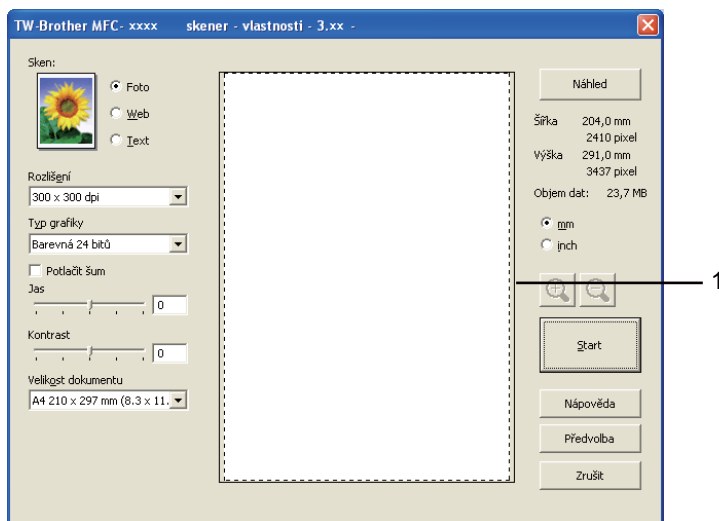 TW-Brother MFC- xxxx skener - vlastnosti - 3.xx -
Sken:
Foto
Web
Text
Rozlišení
300 x 300 dpi
Typ grafiky
Barevná 24 bitů
Potlačit šum
Jas
0
Kontrast
0
Velikost dokumentu
A4 210 x 297 mm (8.3 x 11.
Náhled
Šířka 204,0 mm
2410 pixel
Výška 291,0 mm
3437 pixel
Objem dat: 23,7 MB
mm
inch
1
Start
Nápověda
Předvolba
Zrušit